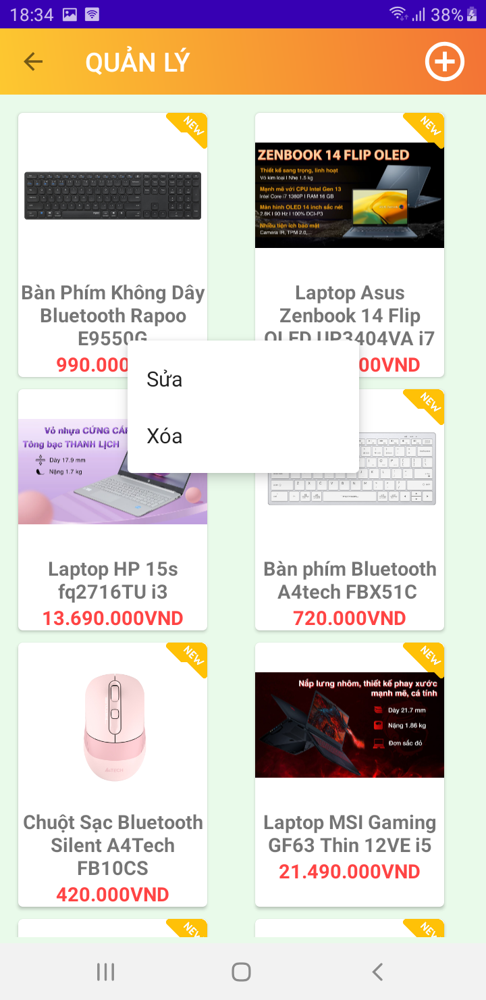 18:34
38%
QUẢN LÝ
NEW
NEW
ZENBOOK 14 FLIP OLED
Thiết kế sang trọng, linh hoạt
Vỏ kim loại | Nhẹ 1.5 kg
Mạnh mẽ với CPU Intel Gen 13
Intel Core i7 1360P | RAM 16 GB
Màn hình OLED 14 inch sắc nét
2.8K | 90 Hz | 100% DCI-P3
Nhiều tiện ích bảo mật
Camera IR, TPM 2.0,...
Bàn Phím Không Dây
Bluetooth Rapoo
E9550G
990.000
Laptop Asus
Zenbook 14 Flip
OLED UP3404VA i7
00VND
Sửa
Xóa
NEW
Vỏ nhựa CỨNG CÁP
Tổng bạc THANH LỊCH
Dày 17.9 mm
Nặng 1.7 kg
Laptop HP 15s
fq2716TU i3
13.690.000VND
Bàn phím Bluetooth
A4tech FBX51C
720.000VND
NEW
NEW
A4TECH
Nắp lưng nhôm, thiết kế phay xước
mạnh mẽ, cá tính
Dày 21.7 mm
Nặng 1.86 kg
Đơn sắc đỏ
Chuột Sạc Bluetooth
Silent A4Tech
FB10CS
420.000VND
Laptop MSI Gaming
GF63 Thin 12VE i5
21.490.000VND
NEW
NEW